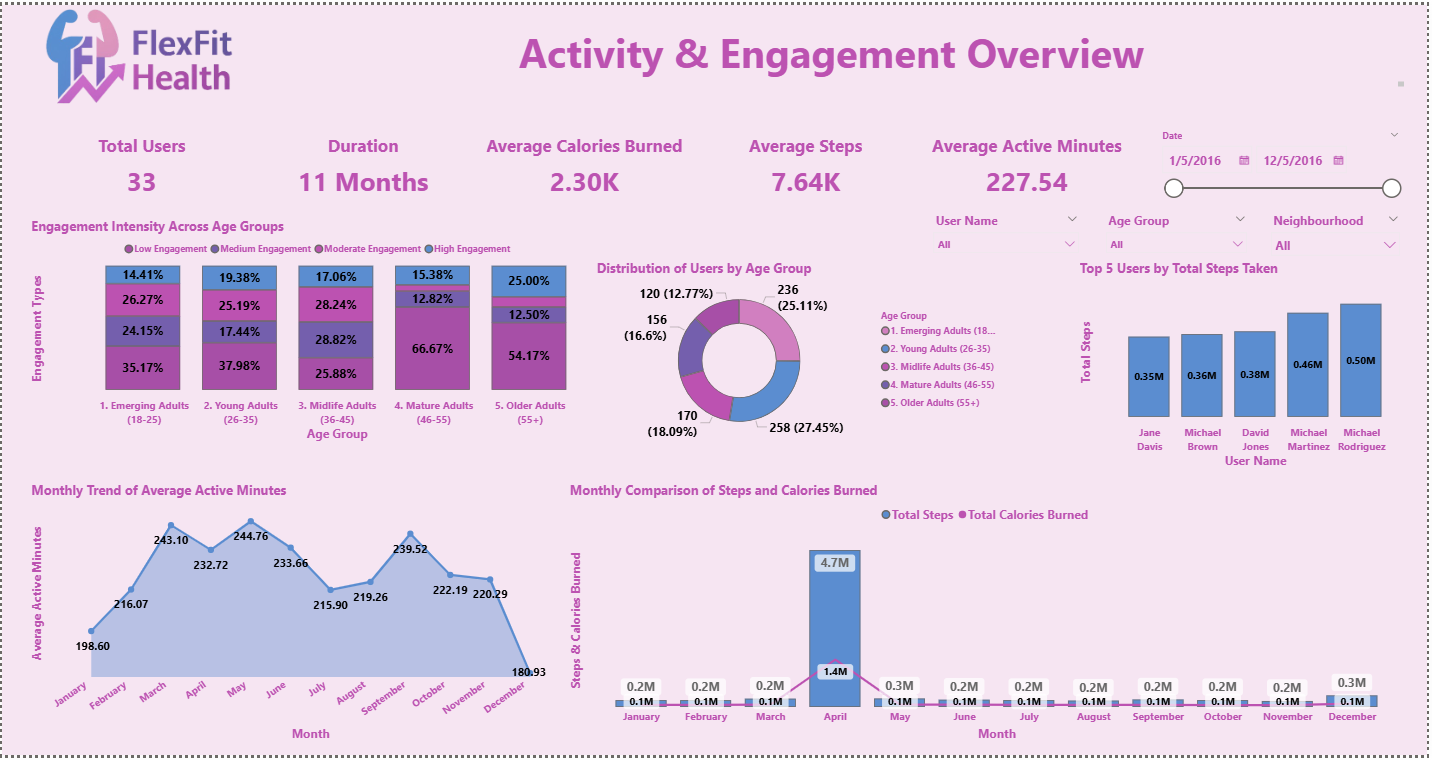 FlexFit
Health
Activity & Engagement Overview
Total Users
33
Duration
11 Months
Average Calories Burned
2.30K
Average Steps
7.64K
Average Active Minutes
227.54
Date
1/5/2016
12/5/2016
User Name
All
Age Group
All
Neighbourhood
All
Engagement Intensity Across Age Groups
Low Engagement Medium Engagement Moderate Engagement High Engagement
Engagement Types
14.41%
26.27%
24.15%
35.17%
19.38%
25.19%
17.44%
37.98%
17.06%
28.24%
28.82%
25.88%
15.38%
12.82%
66.67%
25.00%
12.50%
54.17%
1. Emerging Adults
(18-25)
2. Young Adults
(26-35)
3. Midlife Adults
(36-45)
4. Mature Adults
(46-55)
5. Older Adults
(55+)
Age Group
Distribution of Users by Age Group
120 (12.77%)
236
(25.11%)
156
(16.6%)
170
(18.09%)
258 (27.45%)
Age Group
1. Emerging Adults (18...
2. Young Adults (26-35)
3. Midlife Adults (36-45)
4. Mature Adults (46-55)
5. Older Adults (55+)
Top 5 Users by Total Steps Taken
Total Steps
0.35M
0.36M
0.38M
0.46M
0.50M
Jane
Davis
Michael
Brown
David
Jones
Michael
Martinez
Michael
Rodriguez
User Name
Monthly Trend of Average Active Minutes
Average Active Minutes
198.60
216.07
243.10
232.72
244.76
233.66
215.90
219.26
239.52
222.19
220.29
180.93
January
February
March
April
May
June
July
August
September
October
November
December
Month
Monthly Comparison of Steps and Calories Burned
Total Steps Total Calories Burned
Steps & Calories Burned
0.2M
0.2M
0.2M
4.7M
0.3M
0.2M
0.2M
0.2M
0.2M
0.2M
0.2M
0.3M
0.1M
0.1M
0.1M
1.4M
0.1M
0.1M
0.1M
0.1M
0.1M
0.1M
0.1M
0.1M
January
February
March
April
May
June
July
August
September
October
November
December
Month